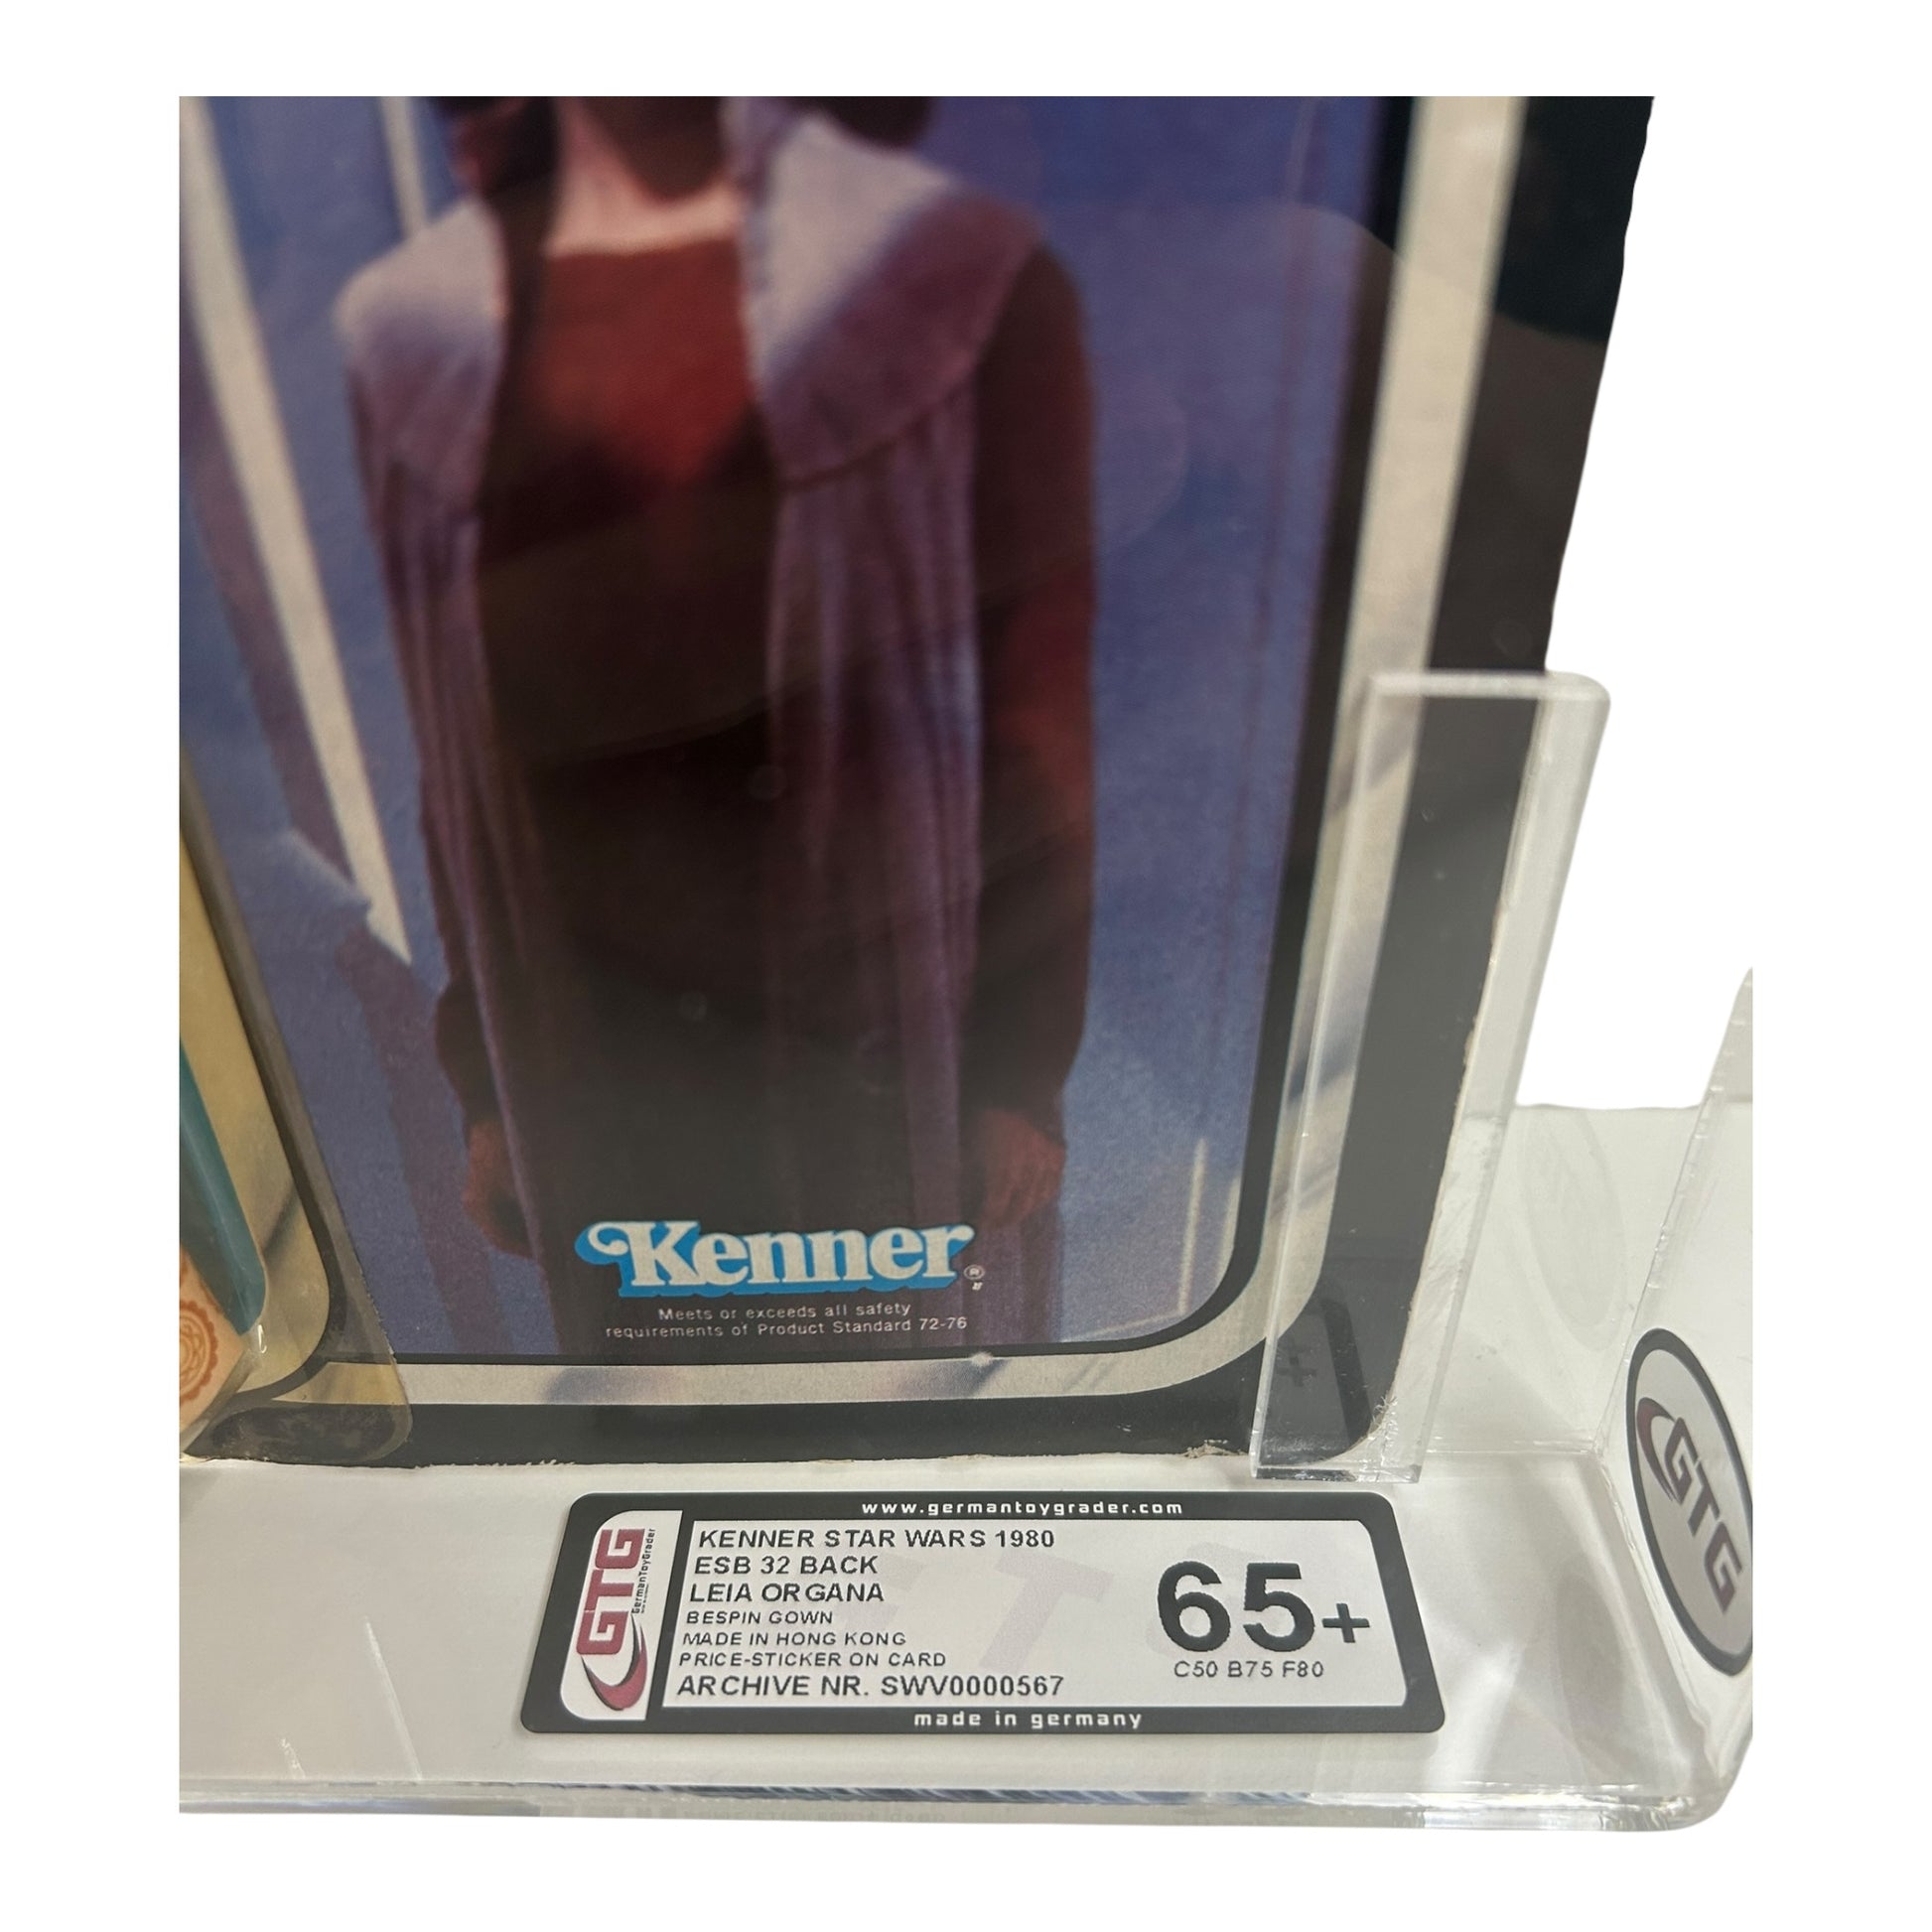 Kenner®
Meets or exceeds all safety
requirements of Product Standard 72-76
www.germantoygrader.com
GTG
GermanToyGrader
KENNER STAR WARS 1980
ESB 32 BACK
LEIA ORGANA
BESPIN GOWN
MADE IN HONG KONG
PRICE-STICKER ON CARD
ARCHIVE NR. SWV0000567
65+
C50 B75 F80
made in germany
GTG